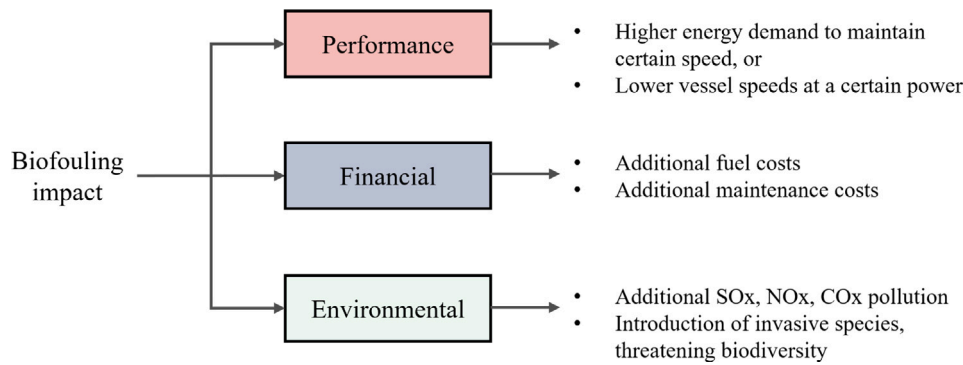 Biofouling
impact
Performance
• Higher energy demand to maintain
certain speed, or
• Lower vessel speeds at a certain power
Financial
• Additional fuel costs
• Additional maintenance costs
Environmental
• Additional SOx, NOx, COx pollution
• Introduction of invasive species,
threatening biodiversity